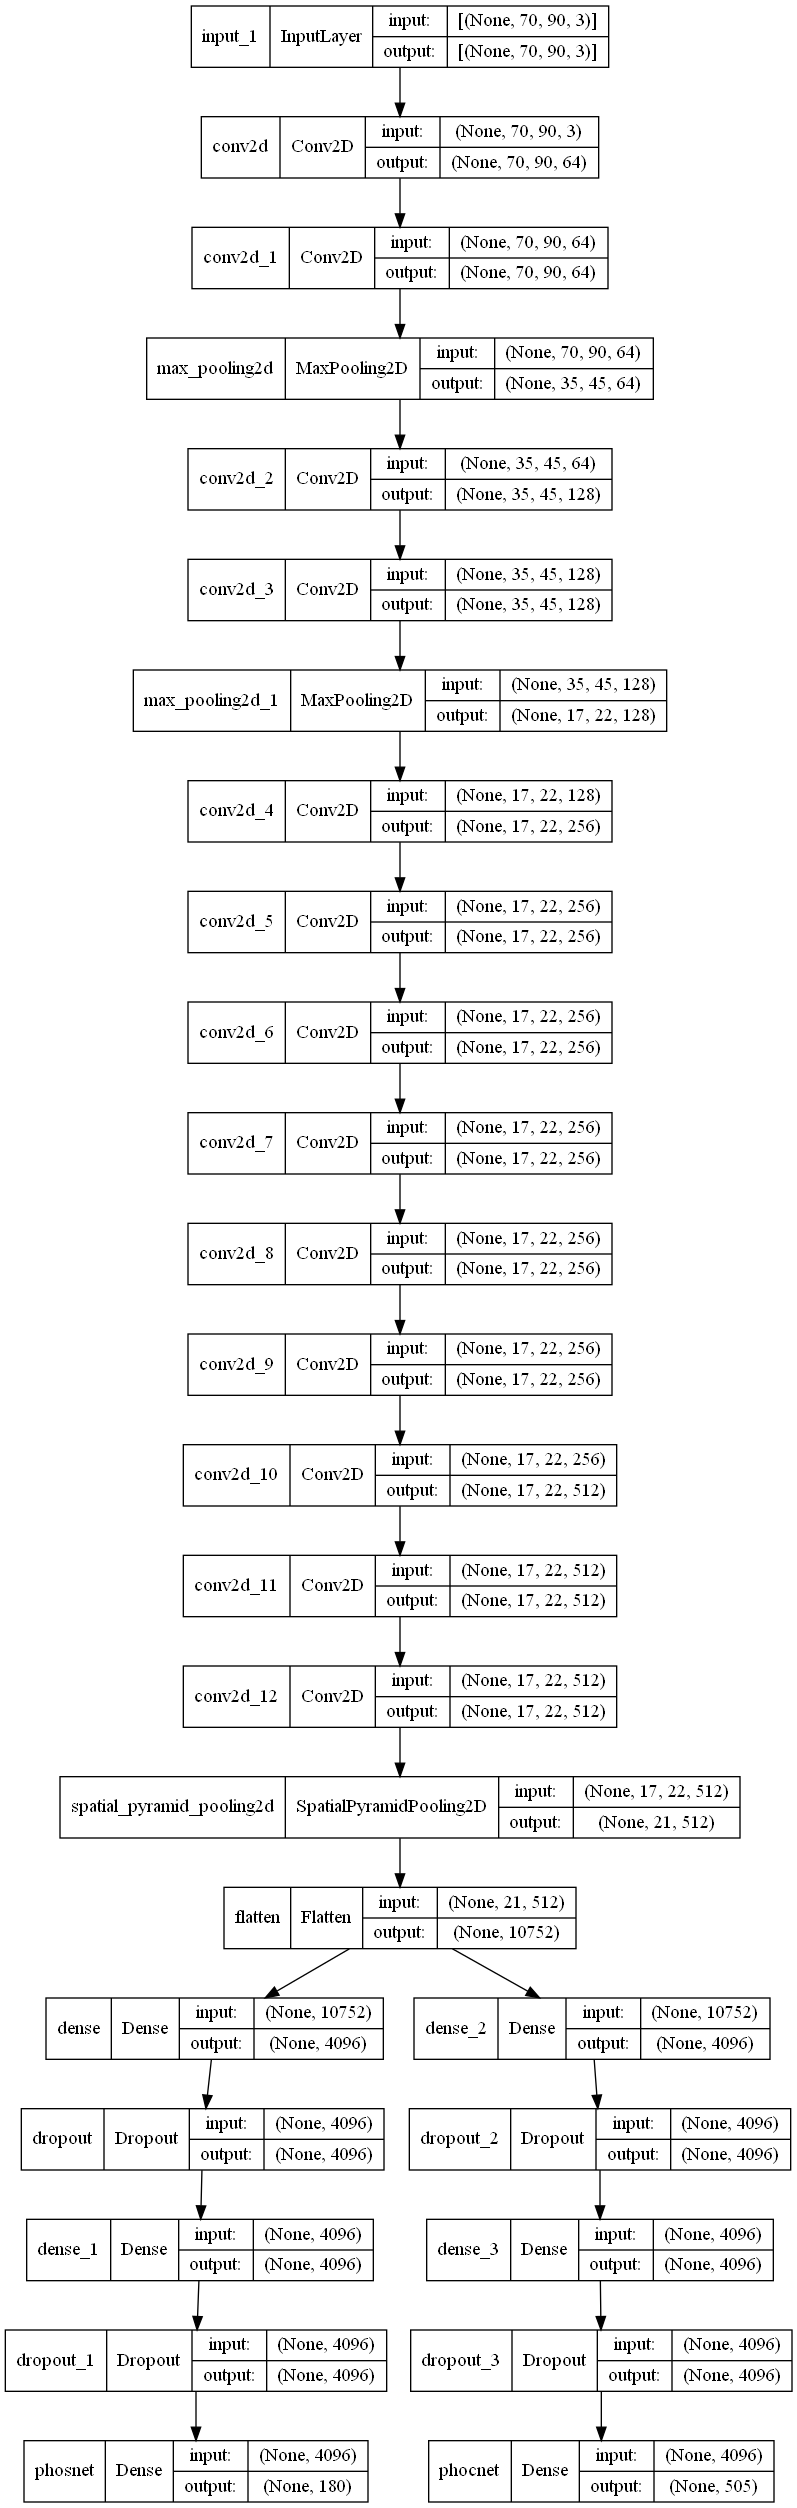 input_1 InputLayer input: [(None, 70, 90, 3)]
output: [(None, 70, 90, 3)]
conv2d Conv2D input: (None, 70, 90, 3)
output: (None, 70, 90, 64)
conv2d_1 Conv2D input: (None, 70, 90, 64)
output: (None, 70, 90, 64)
max_pooling2d MaxPooling2D input: (None, 70, 90, 64)
output: (None, 35, 45, 64)
conv2d_2 Conv2D input: (None, 35, 45, 64)
output: (None, 35, 45, 128)
conv2d_3 Conv2D input: (None, 35, 45, 128)
output: (None, 35, 45, 128)
max_pooling2d_1 MaxPooling2D input: (None, 35, 45, 128)
output: (None, 17, 22, 128)
conv2d_4 Conv2D input: (None, 17, 22, 128)
output: (None, 17, 22, 256)
conv2d_5 Conv2D input: (None, 17, 22, 256)
output: (None, 17, 22, 256)
conv2d_6 Conv2D input: (None, 17, 22, 256)
output: (None, 17, 22, 256)
conv2d_7 Conv2D input: (None, 17, 22, 256)
output: (None, 17, 22, 256)
conv2d_8 Conv2D input: (None, 17, 22, 256)
output: (None, 17, 22, 256)
conv2d_9 Conv2D input: (None, 17, 22, 256)
output: (None, 17, 22, 256)
conv2d_10 Conv2D input: (None, 17, 22, 256)
output: (None, 17, 22, 512)
conv2d_11 Conv2D input: (None, 17, 22, 512)
output: (None, 17, 22, 512)
conv2d_12 Conv2D input: (None, 17, 22, 512)
output: (None, 17, 22, 512)
spatial_pyramid_pooling2d SpatialPyramidPooling2D input: (None, 17, 22, 512)
output: (None, 21, 512)
flatten Flatten input: (None, 21, 512)
output: (None, 10752)
dense Dense input: (None, 10752)
output: (None, 4096)
dense_2 Dense input: (None, 10752)
output: (None, 4096)
dropout Dropout input: (None, 4096)
output: (None, 4096)
dropout_2 Dropout input: (None, 4096)
output: (None, 4096)
dense_1 Dense input: (None, 4096)
output: (None, 4096)
dense_3 Dense input: (None, 4096)
output: (None, 4096)
dropout_1 Dropout input: (None, 4096)
output: (None, 4096)
dropout_3 Dropout input: (None, 4096)
output: (None, 4096)
phosnet Dense input: (None, 4096)
output: (None, 180)
phocnet Dense input: (None, 4096)
output: (None, 505)